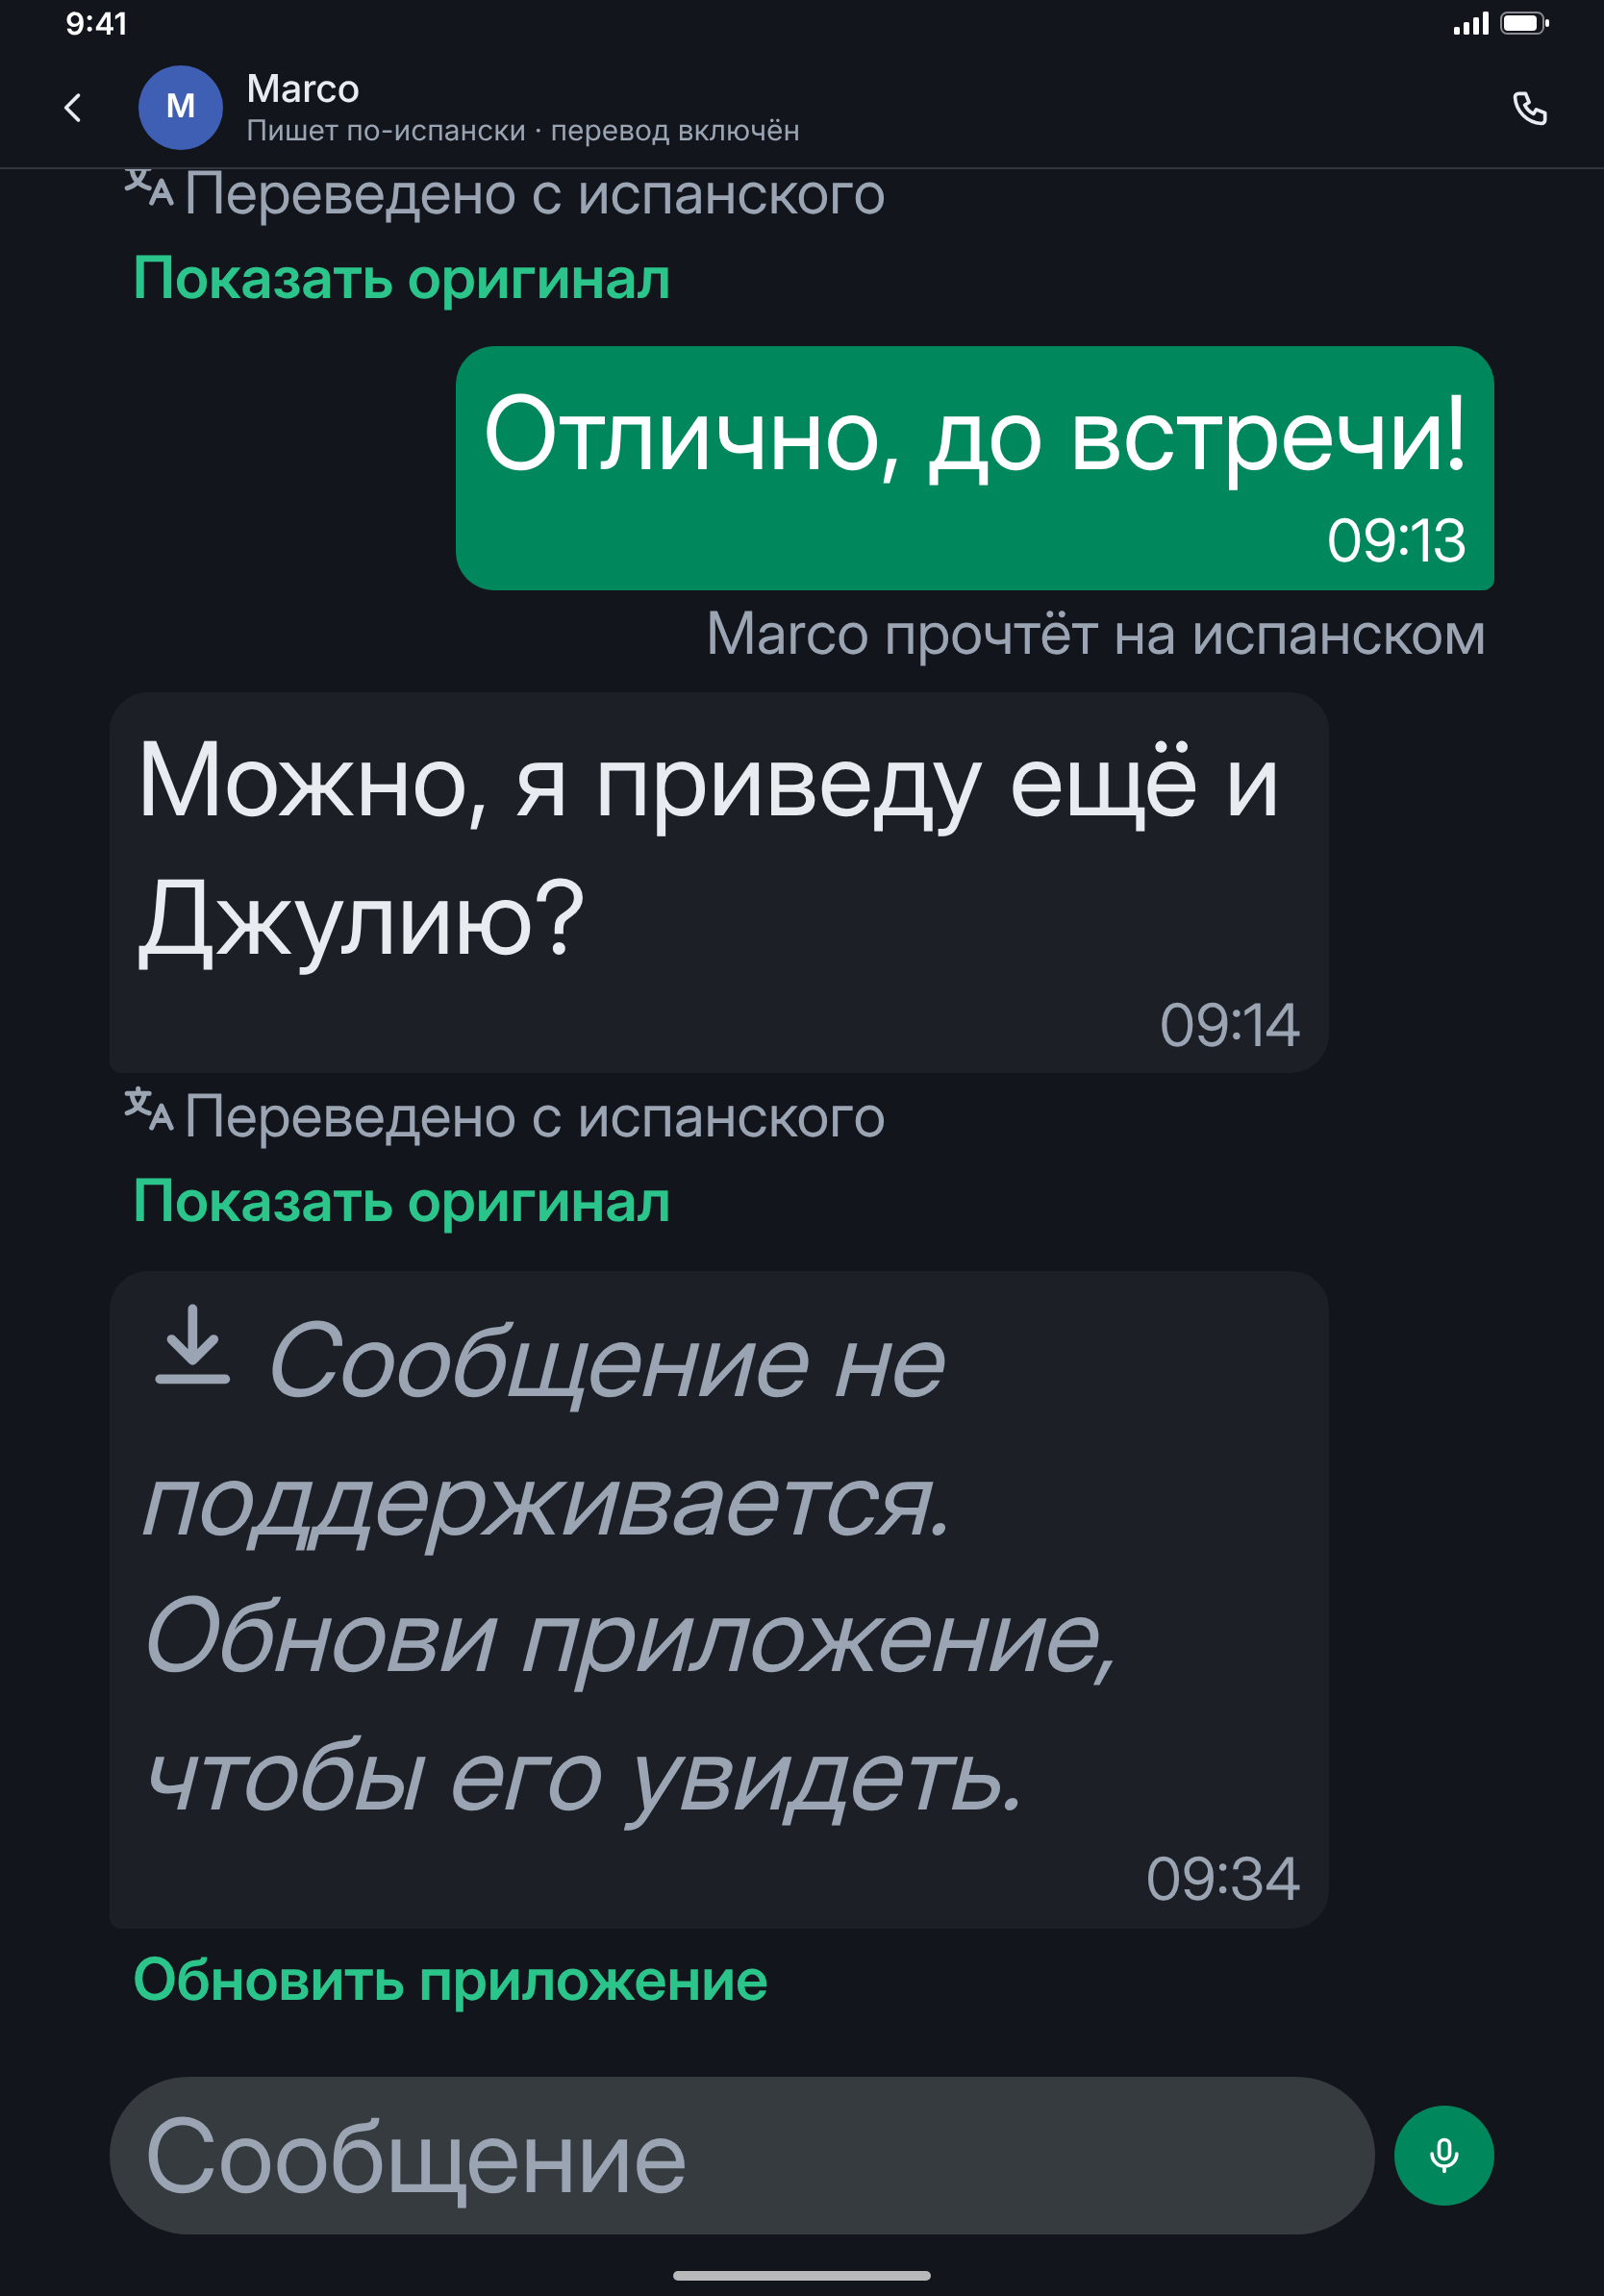 9:41
M
Marco
Пишет по-испански · перевод включён
Переведено с испанского
Показать оригинал
Отлично, до встречи!
09:13
Marco прочтёт на испанском
Можно, я приведу ещё и
Джулию?
09:14
Переведено с испанского
Показать оригинал
Сообщение не
поддерживается.
Обнови приложение,
чтобы его увидеть.
09:34
Обновить приложение
Сообщение